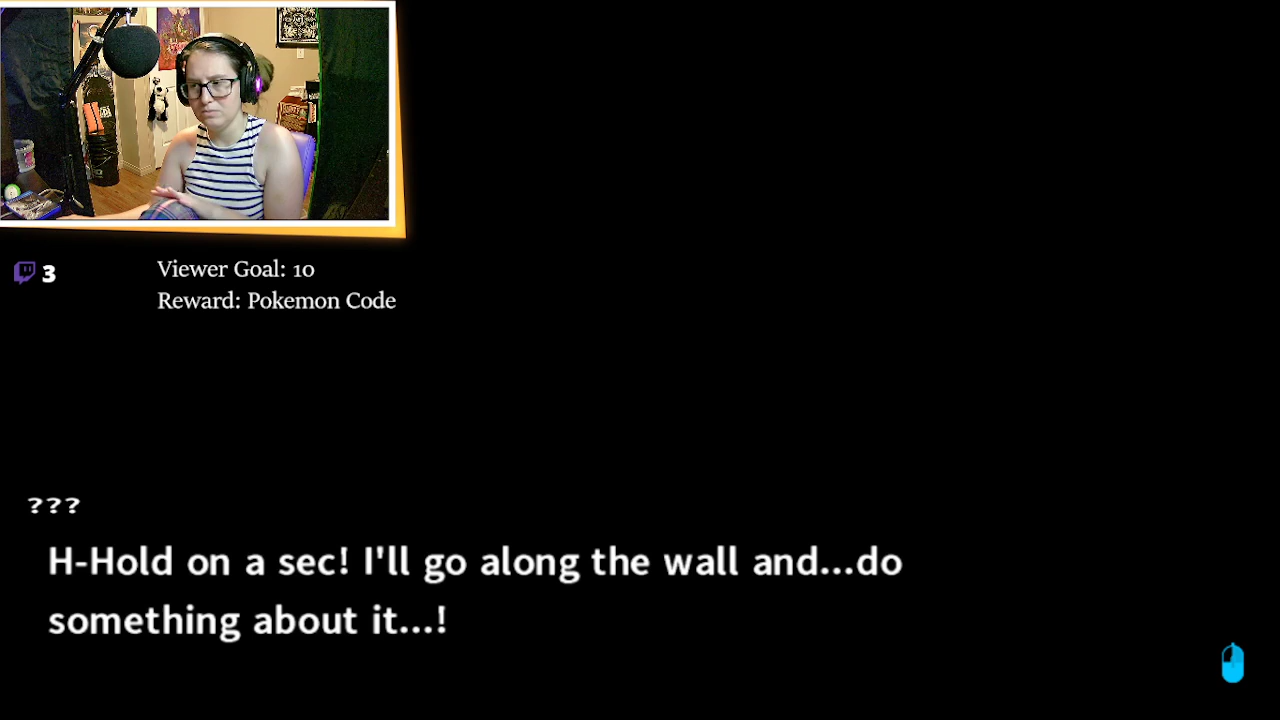 3
Viewer Goal: 10
Reward: Pokemon Code
???
H-Hold on a sec! I'll go along the wall and...do
something about it...!